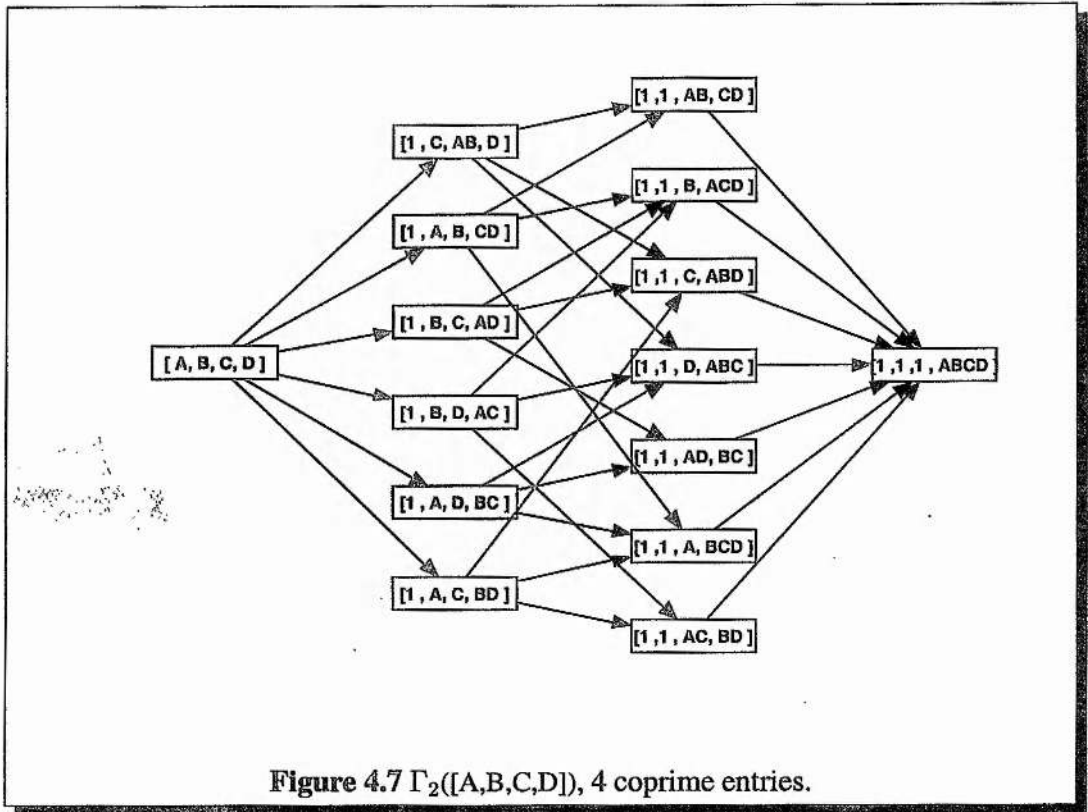 [1 ,1 , AB, CD ]
[1 , C, AB, D ]
[1 ,1 , B, ACD ]
[1 , A, B, CD ]
[1 ,1 , C, ABD ]
[1 , B, C, AD ]
[ A, B, C, D ]
[1 ,1 , D, ABC ]
[1 ,1 ,1 , ABCD ]
[1 , B, D, AC ]
[1 ,1 , AD, BC ]
[1 , A, D, BC ]
[1 ,1 , A, BCD ]
[1 , A, C, BD ]
[1 ,1 , AC, BD ]
Figure 4.7 Γ₂([A,B,C,D]), 4 coprime entries.